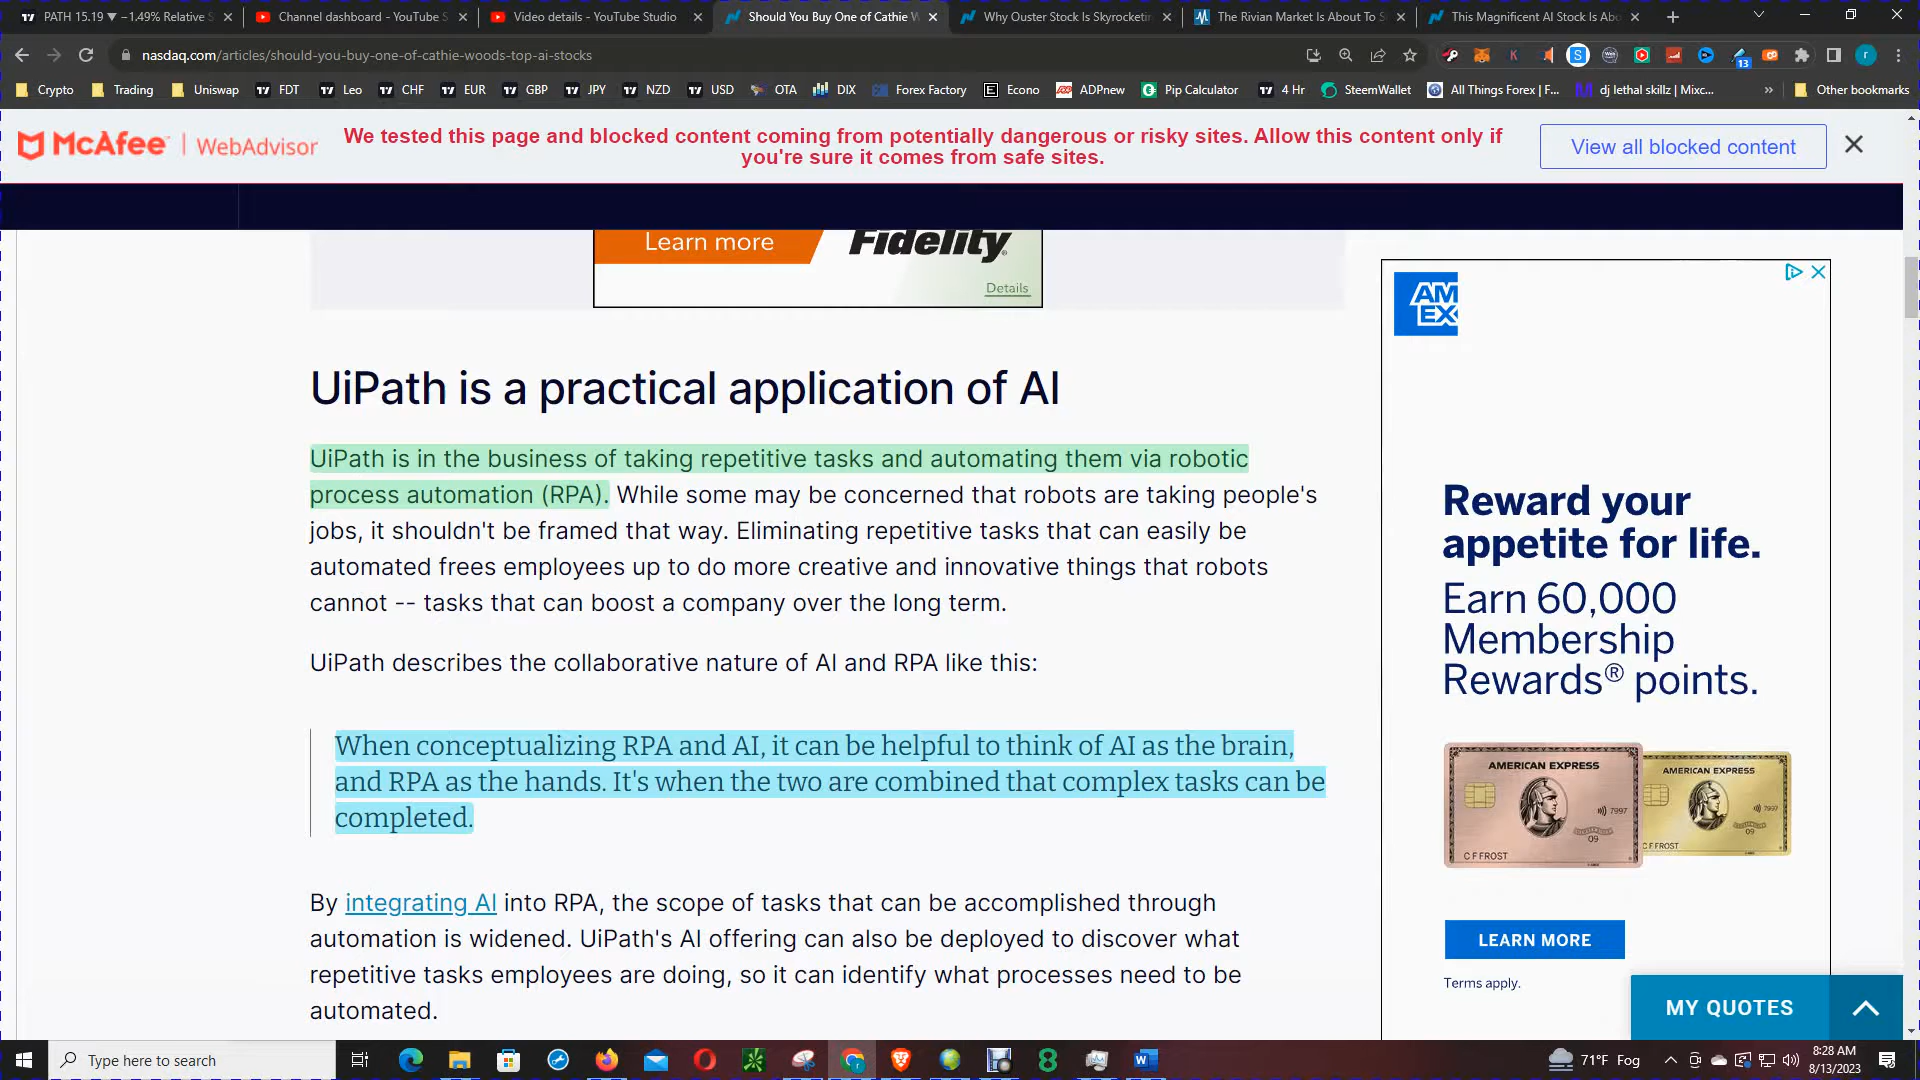 PATH 15.19 ▼ −1.49% Relative S
Channel dashboard - YouTube S
Video details - YouTube Studio
Should You Buy One of Cathie W
Why Ouster Stock Is Skyrocketin
The Rivian Market Is About To S
This Magnificent AI Stock Is Abo
nasdaq.com/articles/should-you-buy-one-of-cathie-woods-top-ai-stocks
13
r
Crypto
Trading
Uniswap
FDT
Leo
CHF
EUR
GBP
JPY
NZD
USD
OTA
DIX
Forex Factory
Econo
ADPnew
Pip Calculator
4 Hr
SteemWallet
All Things Forex | F...
dj lethal skillz | Mixc...
»
Other bookmarks
McAfee | WebAdvisor
We tested this page and blocked content coming from potentially dangerous or risky sites. Allow this content only if
you're sure it comes from safe sites.
View all blocked content
Learn more
Fidelity
Details
UiPath is a practical application of AI
UiPath is in the business of taking repetitive tasks and automating them via robotic
process automation (RPA). While some may be concerned that robots are taking people's
jobs, it shouldn't be framed that way. Eliminating repetitive tasks that can easily be
automated frees employees up to do more creative and innovative things that robots
cannot -- tasks that can boost a company over the long term.
UiPath describes the collaborative nature of AI and RPA like this:
When conceptualizing RPA and AI, it can be helpful to think of AI as the brain,
and RPA as the hands. It's when the two are combined that complex tasks can be
completed.
By integrating AI into RPA, the scope of tasks that can be accomplished through
automation is widened. UiPath's AI offering can also be deployed to discover what
repetitive tasks employees are doing, so it can identify what processes need to be
automated.
AM
EX
Reward your
appetite for life.
Earn 60,000
Membership
Rewards® points.
AMERICAN EXPRESS
7997
09
C F FROST
AMERICAN EXPRESS
7997
09
C F FROST
LEARN MORE
Terms apply.
MY QUOTES
Type here to search
71°F Fog
8:28 AM
8/13/2023